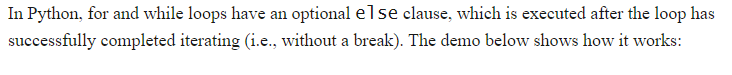 In Python, for and while loops have an optional else clause, which is executed after the loop has
successfully completed iterating (i.e., without a break). The demo below shows how it works: